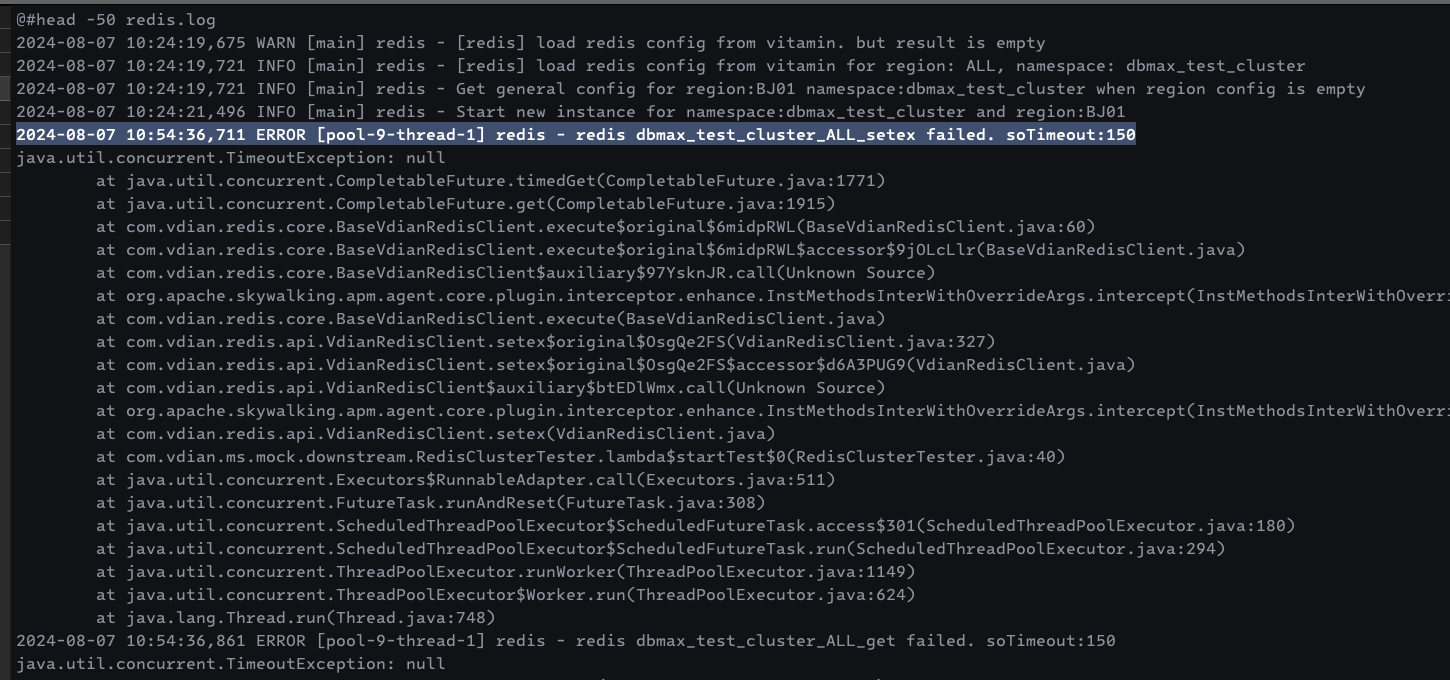 @#head -50 redis.log
2024-08-07 10:24:19,675 WARN [main] redis - [redis] load redis config from vitamin. but result is empty
2024-08-07 10:24:19,721 INFO [main] redis - [redis] load redis config from vitamin for region: ALL, namespace: dbmax_test_cluster
2024-08-07 10:24:19,721 INFO [main] redis - Get general config for region:BJ01 namespace:dbmax_test_cluster when region config is empty
2024-08-07 10:24:21,496 INFO [main] redis - Start new instance for namespace:dbmax_test_cluster and region:BJ01
2024-08-07 10:54:36,711 ERROR [pool-9-thread-1] redis - redis dbmax_test_cluster_ALL_setex failed. soTimeout:150
java.util.concurrent.TimeoutException: null
at java.util.concurrent.CompletableFuture.timedGet(CompletableFuture.java:1771)
at java.util.concurrent.CompletableFuture.get(CompletableFuture.java:1915)
at com.vdian.redis.core.BaseVdianRedisClient.execute$original$6midpRWL(BaseVdianRedisClient.java:60)
at com.vdian.redis.core.BaseVdianRedisClient.execute$original$6midpRWL$accessor$9jOLcLlr(BaseVdianRedisClient.java)
at com.vdian.redis.core.BaseVdianRedisClient$auxiliary$97YsknJR.call(Unknown Source)
at org.apache.skywalking.apm.agent.core.plugin.interceptor.enhance.InstMethodsInterWithOverrideArgs.intercept(InstMethodsInterWithOverri
at com.vdian.redis.core.BaseVdianRedisClient.execute(BaseVdianRedisClient.java)
at com.vdian.redis.api.VdianRedisClient.setex$original$OsgQe2FS(VdianRedisClient.java:327)
at com.vdian.redis.api.VdianRedisClient.setex$original$OsgQe2FS$accessor$d6A3PUG9(VdianRedisClient.java)
at com.vdian.redis.api.VdianRedisClient$auxiliary$btEDlWmx.call(Unknown Source)
at org.apache.skywalking.apm.agent.core.plugin.interceptor.enhance.InstMethodsInterWithOverrideArgs.intercept(InstMethodsInterWithOverri
at com.vdian.redis.api.VdianRedisClient.setex(VdianRedisClient.java)
at com.vdian.ms.mock.downstream.RedisClusterTester.lambda$startTest$0(RedisClusterTester.java:40)
at java.util.concurrent.Executors$RunnableAdapter.call(Executors.java:511)
at java.util.concurrent.FutureTask.runAndReset(FutureTask.java:308)
at java.util.concurrent.ScheduledThreadPoolExecutor$ScheduledFutureTask.access$301(ScheduledThreadPoolExecutor.java:180)
at java.util.concurrent.ScheduledThreadPoolExecutor$ScheduledFutureTask.run(ScheduledThreadPoolExecutor.java:294)
at java.util.concurrent.ThreadPoolExecutor.runWorker(ThreadPoolExecutor.java:1149)
at java.util.concurrent.ThreadPoolExecutor$Worker.run(ThreadPoolExecutor.java:624)
at java.lang.Thread.run(Thread.java:748)
2024-08-07 10:54:36,861 ERROR [pool-9-thread-1] redis - redis dbmax_test_cluster_ALL_get failed. soTimeout:150
java.util.concurrent.TimeoutException: null